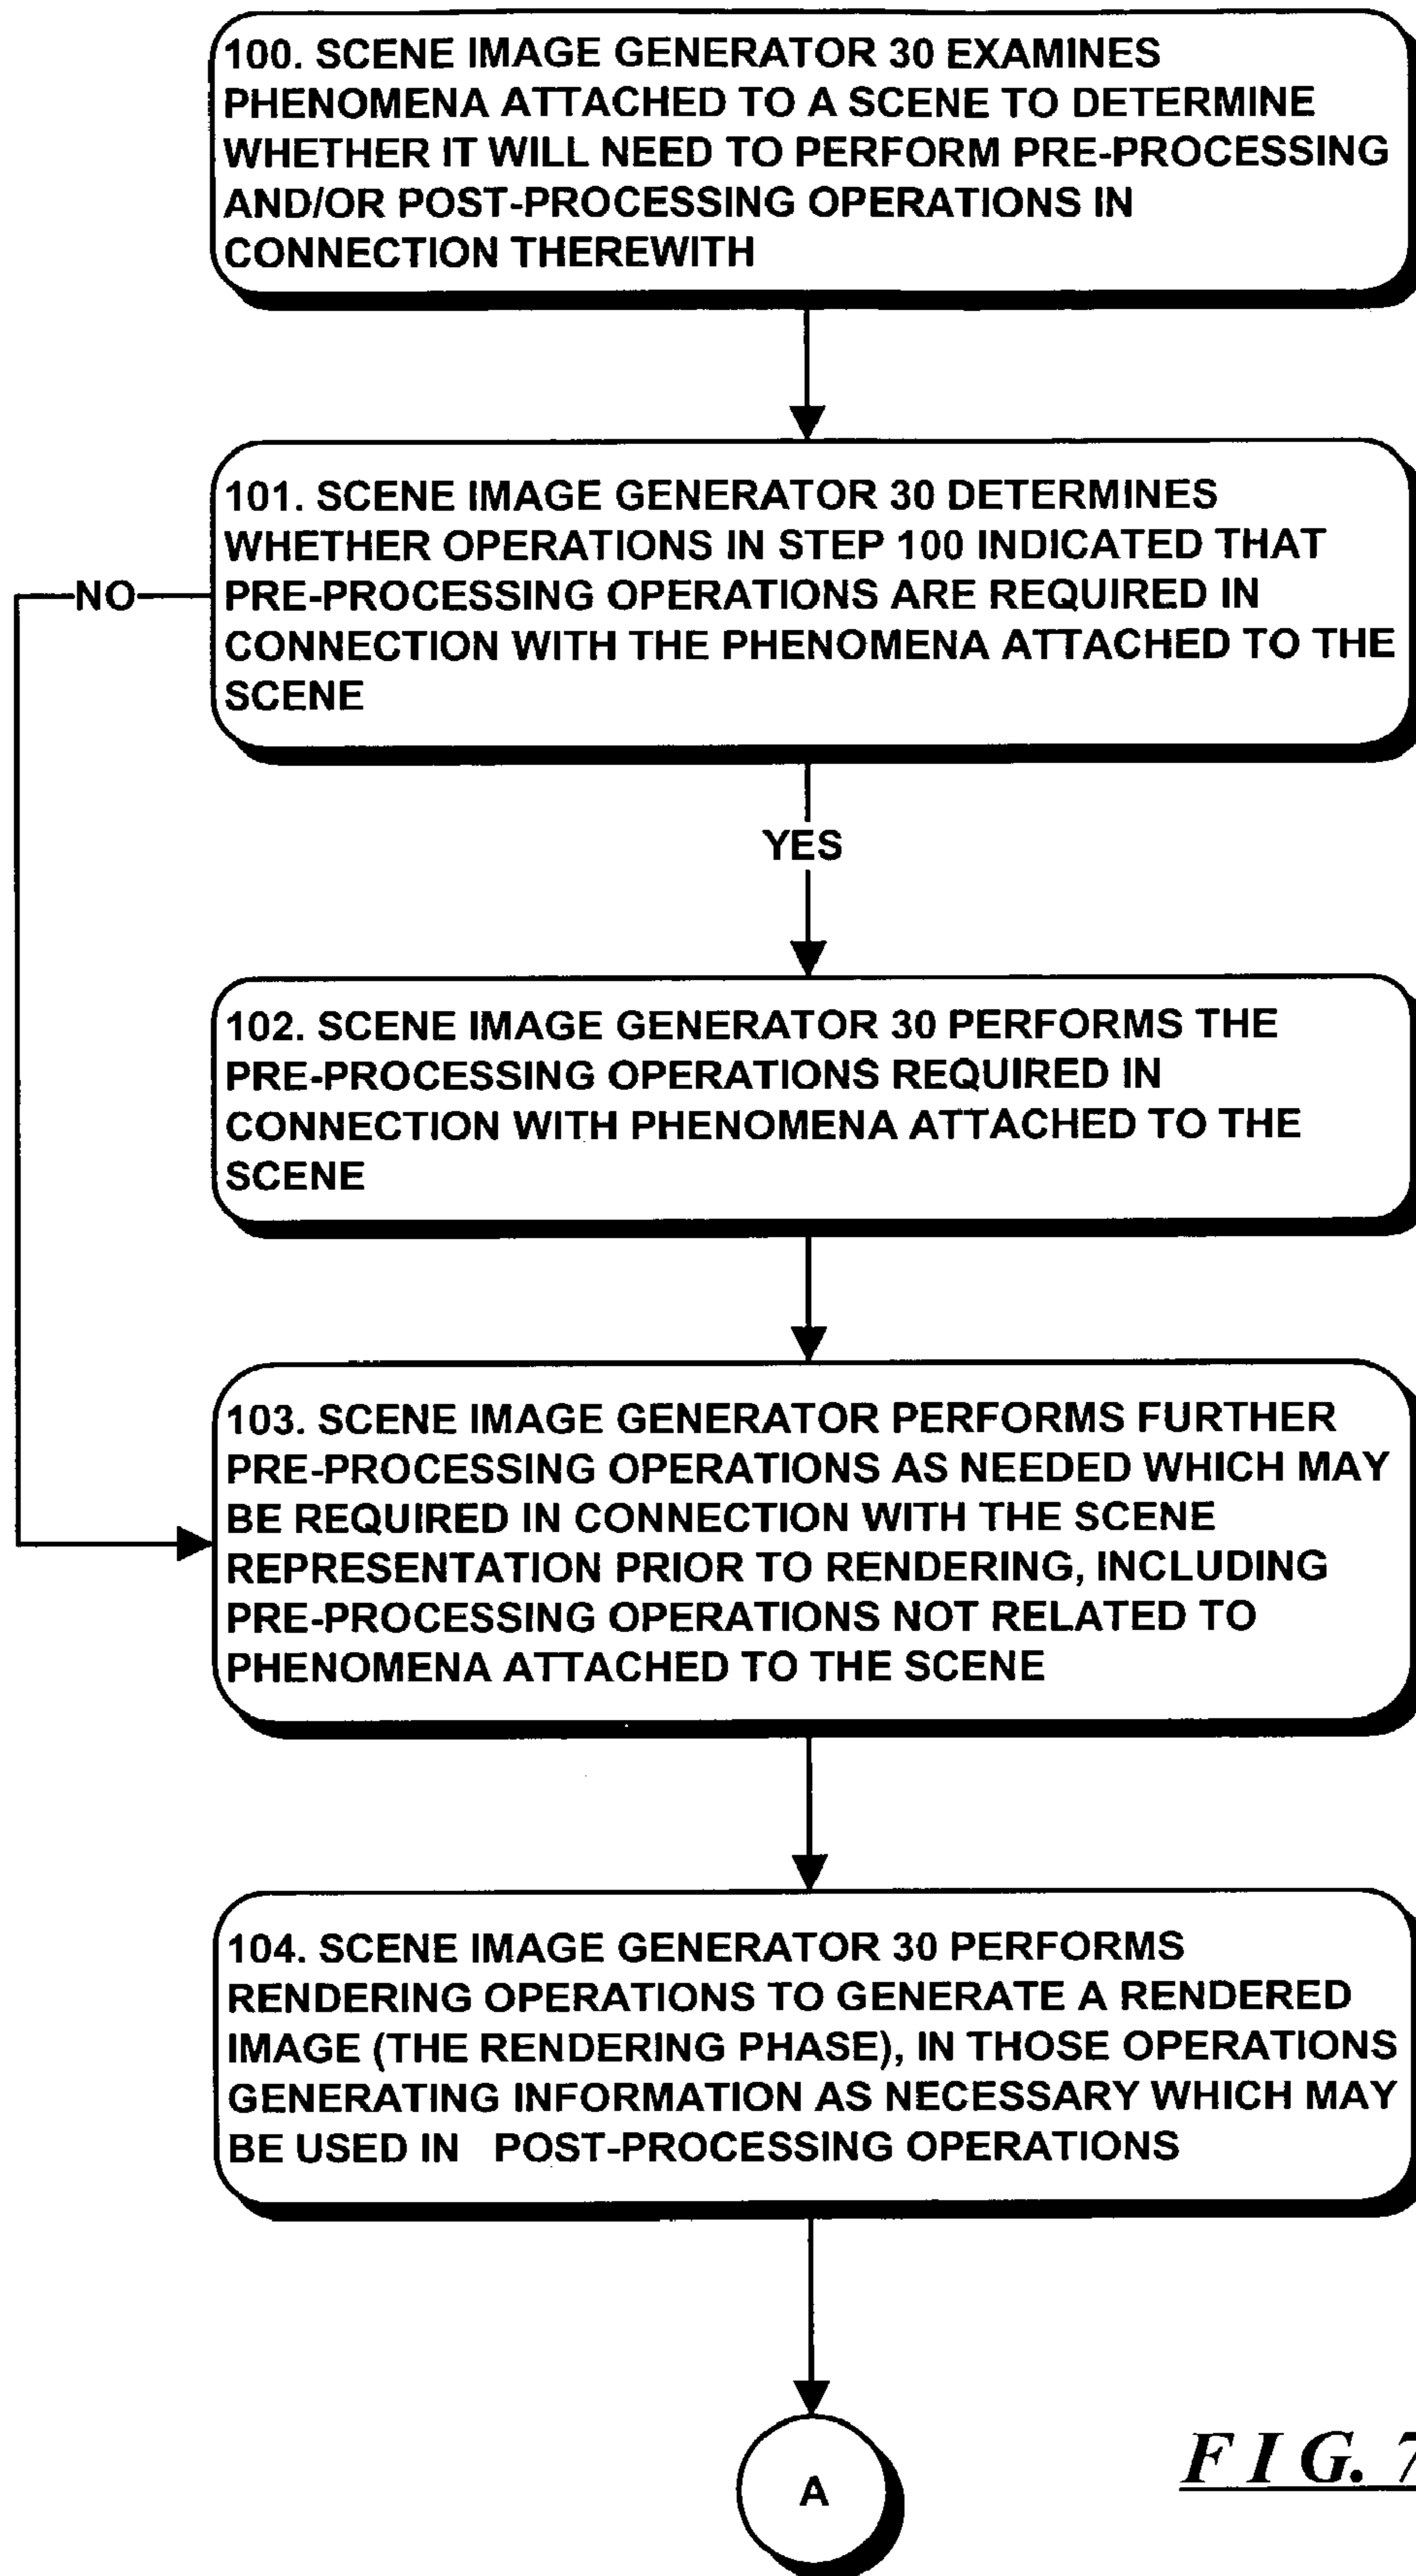 100. SCENE IMAGE GENERATOR 30 EXAMINES
PHENOMENA ATTACHED TO A SCENE TO DETERMINE
WHETHER IT WILL NEED TO PERFORM PRE-PROCESSING
AND/OR POST-PROCESSING OPERATIONS IN
CONNECTION THEREWITH
101. SCENE IMAGE GENERATOR 30 DETERMINES
WHETHER OPERATIONS IN STEP 100 INDICATED THAT
PRE-PROCESSING OPERATIONS ARE REQUIRED IN
CONNECTION WITH THE PHENOMENA ATTACHED TO THE
SCENE
NO
YES
102. SCENE IMAGE GENERATOR 30 PERFORMS THE
PRE-PROCESSING OPERATIONS REQUIRED IN
CONNECTION WITH PHENOMENA ATTACHED TO THE
SCENE
103. SCENE IMAGE GENERATOR PERFORMS FURTHER
PRE-PROCESSING OPERATIONS AS NEEDED WHICH MAY
BE REQUIRED IN CONNECTION WITH THE SCENE
REPRESENTATION PRIOR TO RENDERING, INCLUDING
PRE-PROCESSING OPERATIONS NOT RELATED TO
PHENOMENA ATTACHED TO THE SCENE
104. SCENE IMAGE GENERATOR 30 PERFORMS
RENDERING OPERATIONS TO GENERATE A RENDERED
IMAGE (THE RENDERING PHASE), IN THOSE OPERATIONS
GENERATING INFORMATION AS NECESSARY WHICH MAY
BE USED IN POST-PROCESSING OPERATIONS
A
FIG. 7